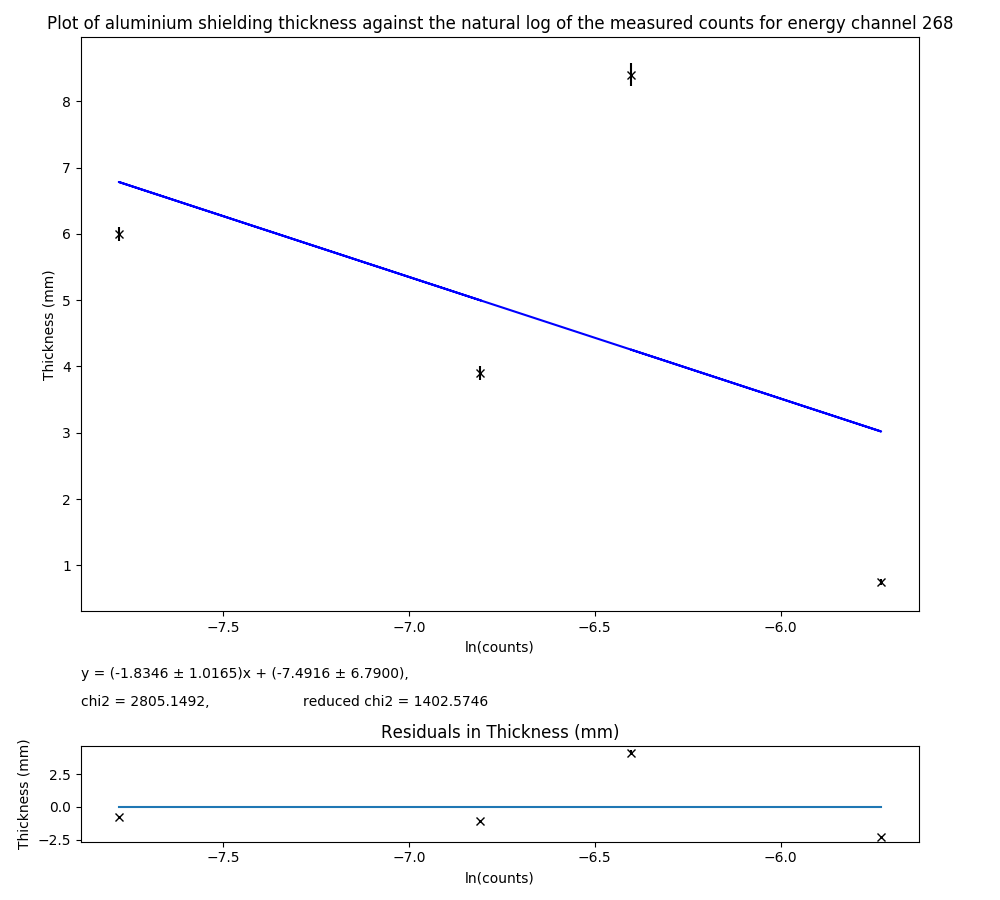 Plot of aluminium shielding thickness against the natural log of the measured counts for energy channel 268
Thickness (mm)
8
7
6
5
4
3
2
1
−7.5 −7.0 −6.5 −6.0
ln(counts)
y = (-1.8346 ± 1.0165)x + (-7.4916 ± 6.7900),
chi2 = 2805.1492, reduced chi2 = 1402.5746
Residuals in Thickness (mm)
Thickness (mm)
2.5
0.0
−2.5
−7.5 −7.0 −6.5 −6.0
ln(counts)